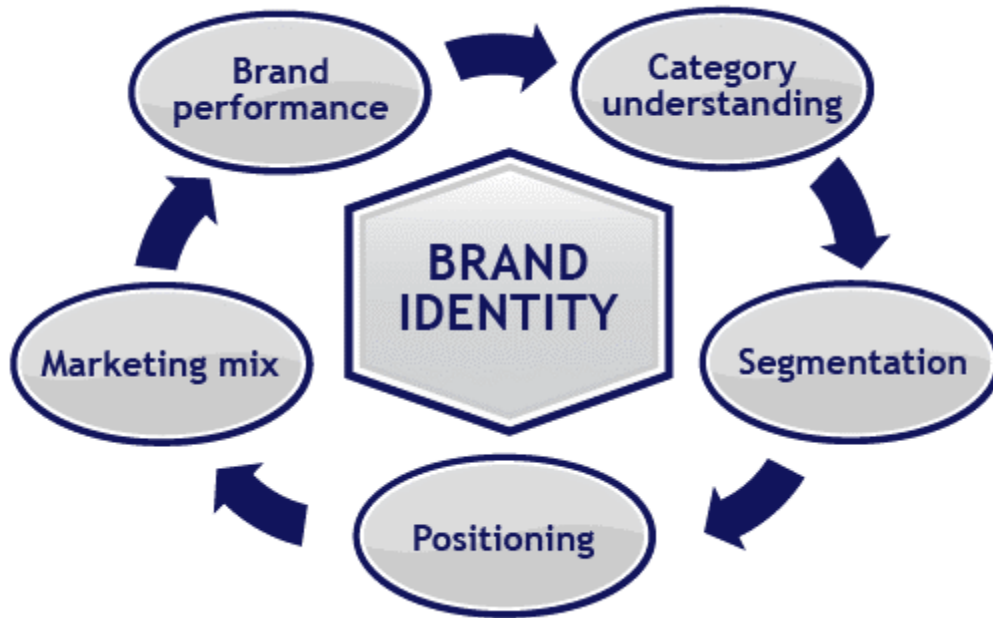 Brand
performance
Category
understanding
BRAND
IDENTITY
Marketing mix
Segmentation
Positioning